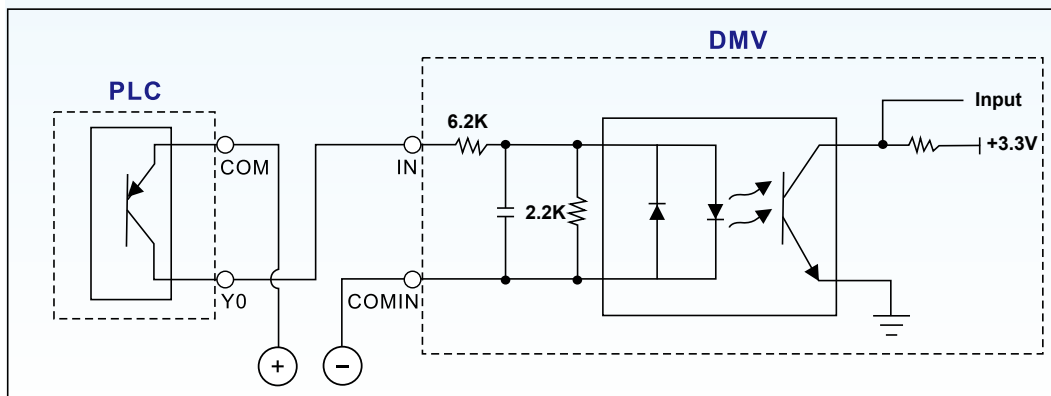 DMV
PLC
Input
6.2K
+3.3V
COM
IN
2.2K
Y0
COMIN
+
−